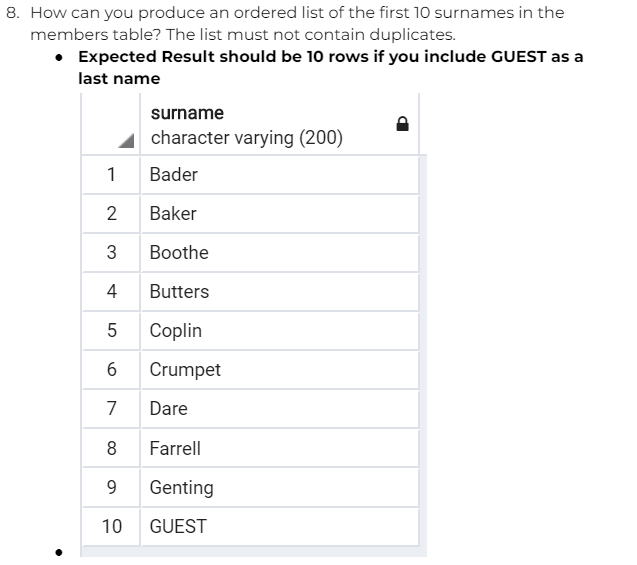 8. How can you produce an ordered list of the first 10 surnames in the
members table? The list must not contain duplicates.
• Expected Result should be 10 rows if you include GUEST as a
last name
surname
character varying (200)
1 Bader
2 Baker
3 Boothe
4 Butters
5 Coplin
6 Crumpet
7 Dare
8 Farrell
9 Genting
10 GUEST
•